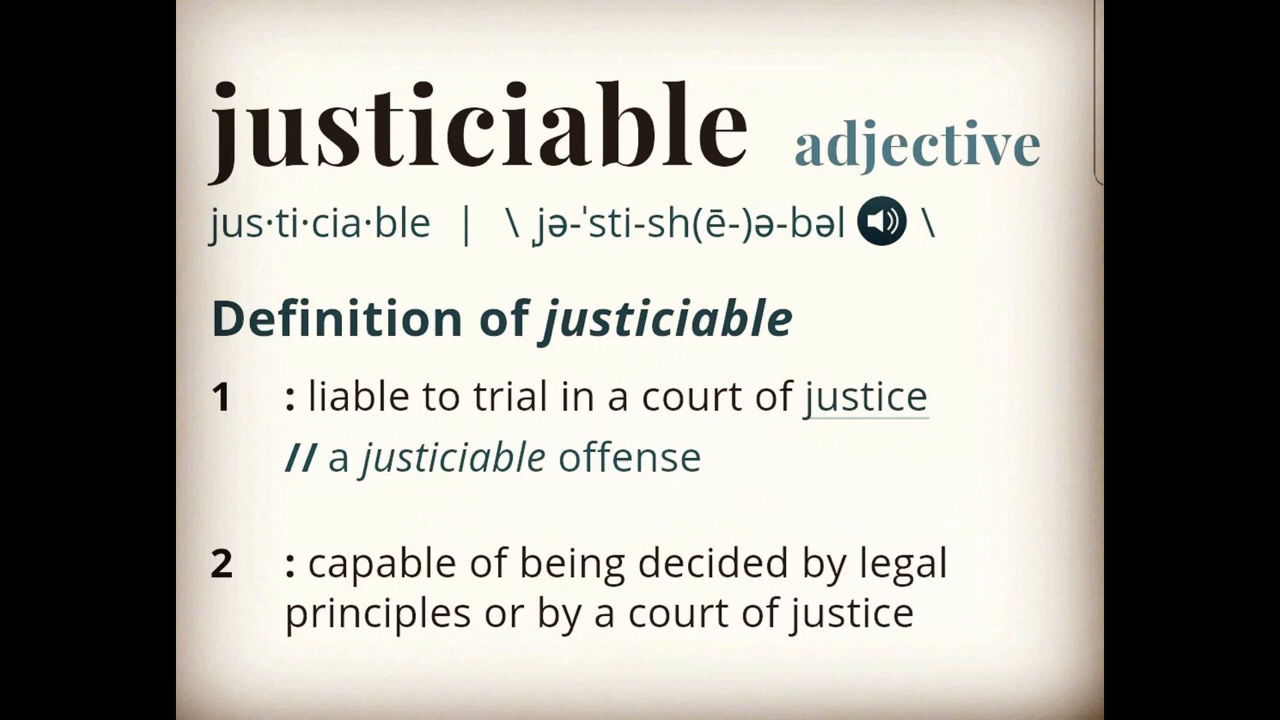 justiciable adjective
jus·ti·cia·ble | \ ˌjə-ˈsti-sh(ē-)ə-bəl \
Definition of justiciable
1 : liable to trial in a court of justice
// a justiciable offense
2 : capable of being decided by legal
principles or by a court of justice